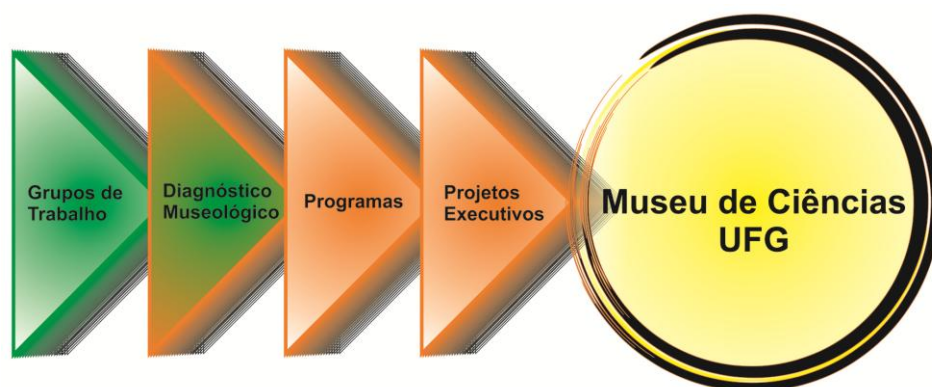 Grupos de
Trabalho
Diagnóstico
Museológico
Programas
Projetos
Executivos
Museu de Ciências
UFG